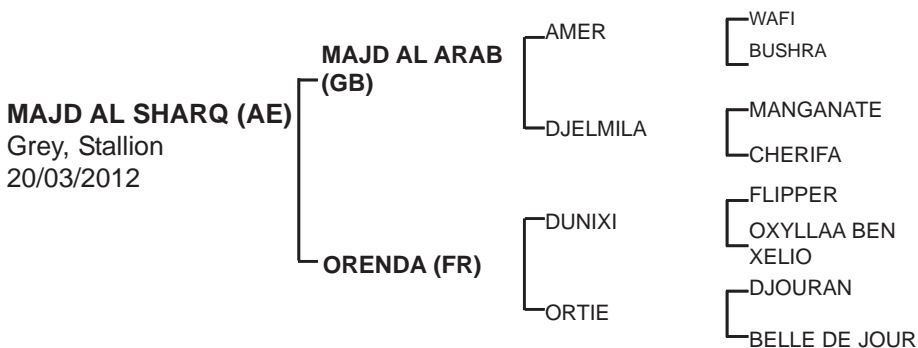 MAJD AL SHARQ (AE)
Grey, Stallion
20/03/2012
MAJD AL ARAB
(GB)
ORENDA (FR)
AMER
DJELMILA
DUNIXI
ORTIE
WAFI
BUSHRA
MANGANATE
CHERIFA
FLIPPER
OXYLLAA BEN
XELIO
DJOURAN
BELLE DE JOUR